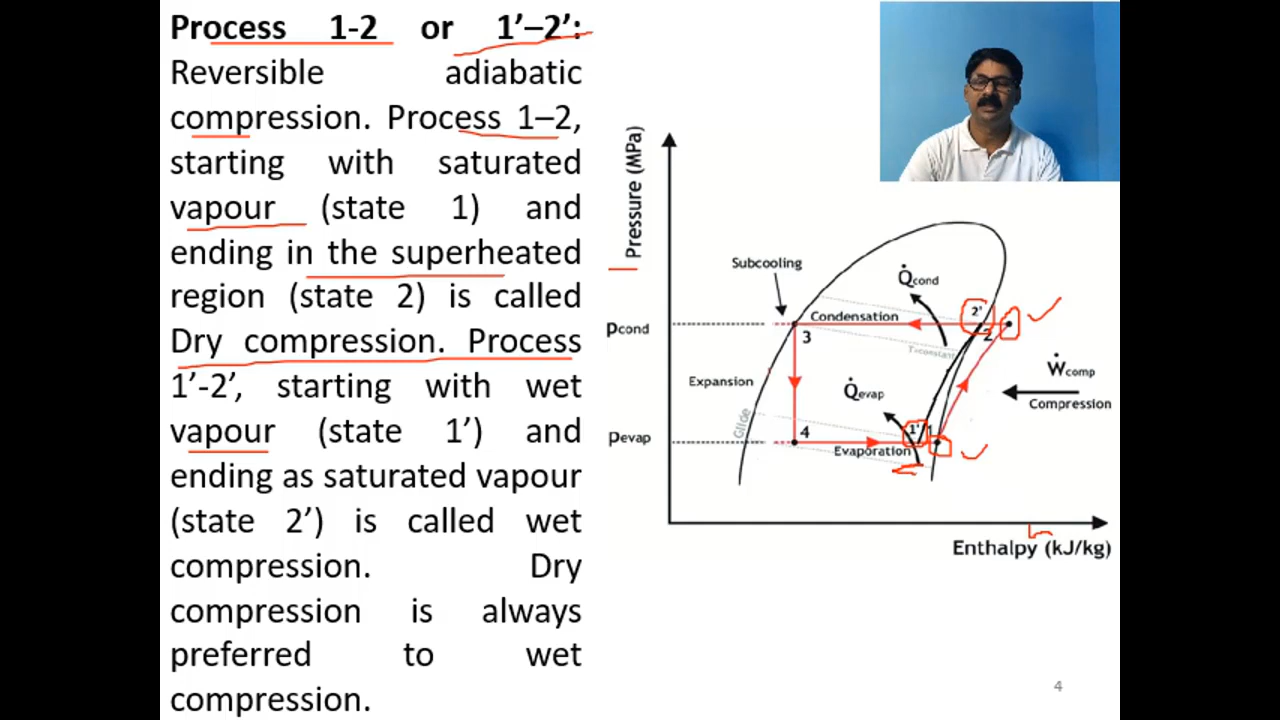 Process 1-2 or 1’–2’:
Reversible adiabatic
compression. Process 1–2,
starting with saturated
vapour (state 1) and
ending in the superheated
region (state 2) is called
Dry compression. Process
1’-2’, starting with wet
vapour (state 1’) and
ending as saturated vapour
(state 2’) is called wet
compression. Dry
compression is always
preferred to wet
compression.
Pressure (MPa)
Subcooling
Q̇cond
2’
Condensation
Pcond
3
2
T=constant
Ẇcomp
Expansion
Q̇evap
Compression
Glide
1’
1
4
Pevap
Evaporation
h
Enthalpy (kJ/kg)
4